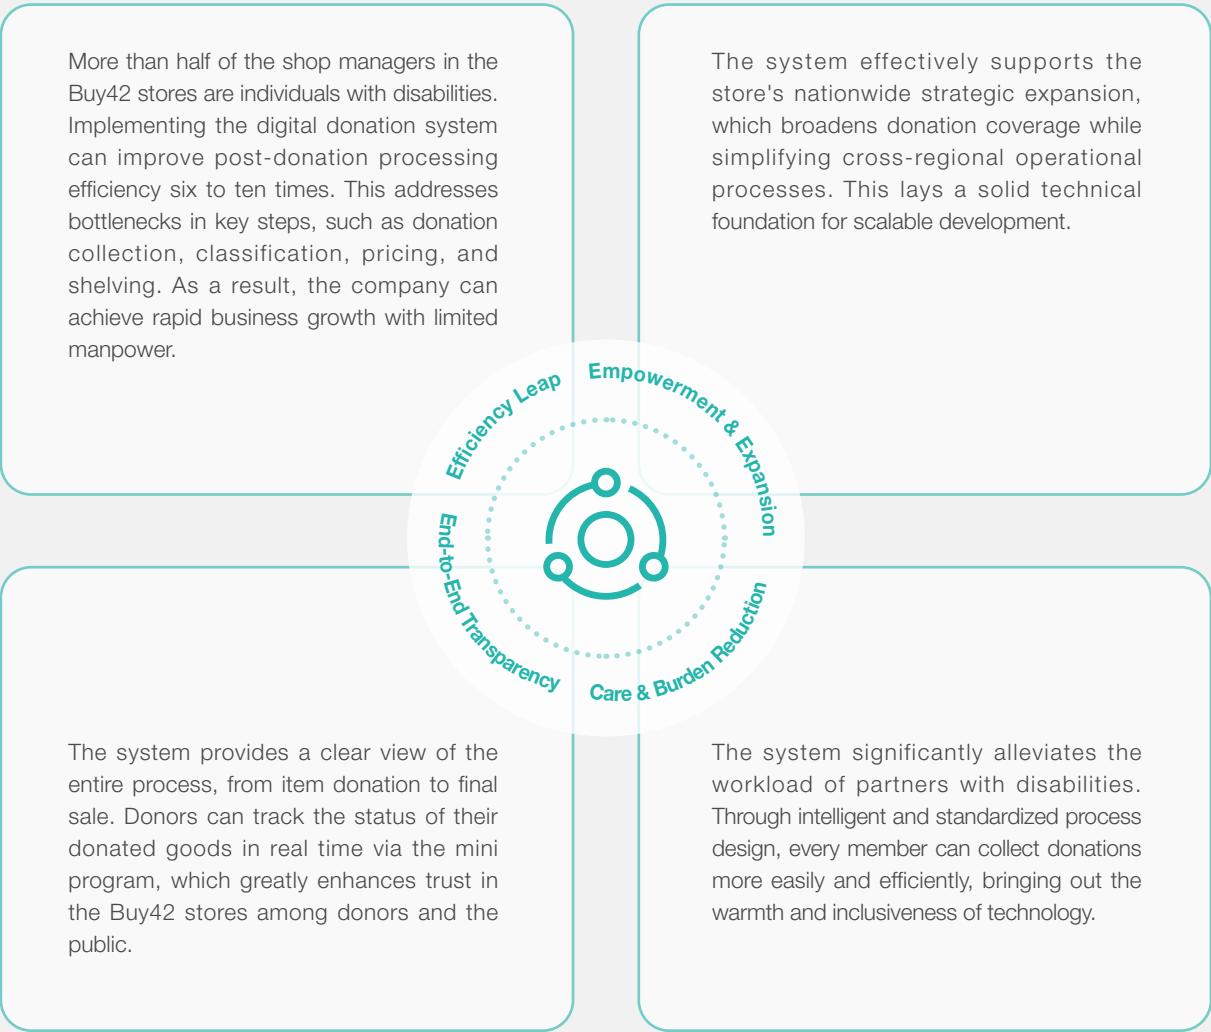 More than half of the shop managers in the
Buy42 stores are individuals with disabilities.
Implementing the digital donation system
can improve post-donation processing
efficiency six to ten times. This addresses
bottlenecks in key steps, such as donation
collection, classification, pricing, and
shelving. As a result, the company can
achieve rapid business growth with limited
manpower.
The system effectively supports the
store's nationwide strategic expansion,
which broadens donation coverage while
simplifying cross-regional operational
processes. This lays a solid technical
foundation for scalable development.
Efficiency Leap
Empowerment & Expansion
End-to-End Transparency
Care & Burden Reduction
The system provides a clear view of the
entire process, from item donation to final
sale. Donors can track the status of their
donated goods in real time via the mini
program, which greatly enhances trust in
the Buy42 stores among donors and the
public.
The system significantly alleviates the
workload of partners with disabilities.
Through intelligent and standardized process
design, every member can collect donations
more easily and efficiently, bringing out the
warmth and inclusiveness of technology.